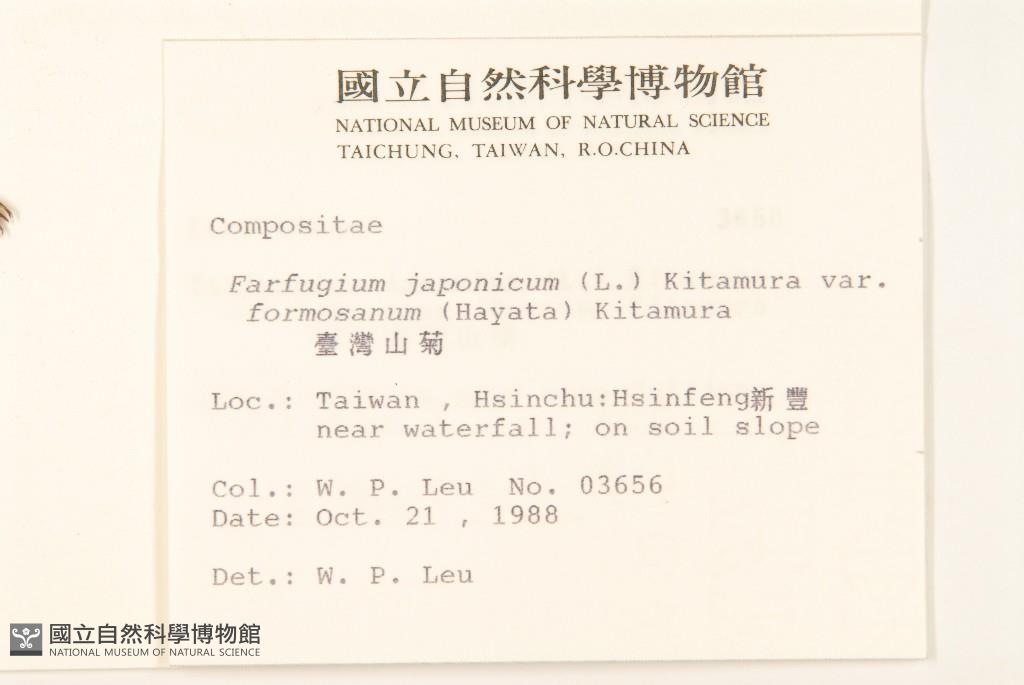 國立自然科學博物館
NATIONAL MUSEUM OF NATURAL SCIENCE
TAICHUNG, TAIWAN, R.O.CHINA
Compositae
Farfugium japonicum (L.) Kitamura var.
formosanum (Hayata) Kitamura
臺灣山菊
Loc.: Taiwan , Hsinchu:Hsinfeng新豐
near waterfall; on soil slope
Col.: W. P. Leu No. 03656
Date: Oct. 21 , 1988
Det.: W. P. Leu
國立自然科學博物館
NATIONAL MUSEUM OF NATURAL SCIENCE